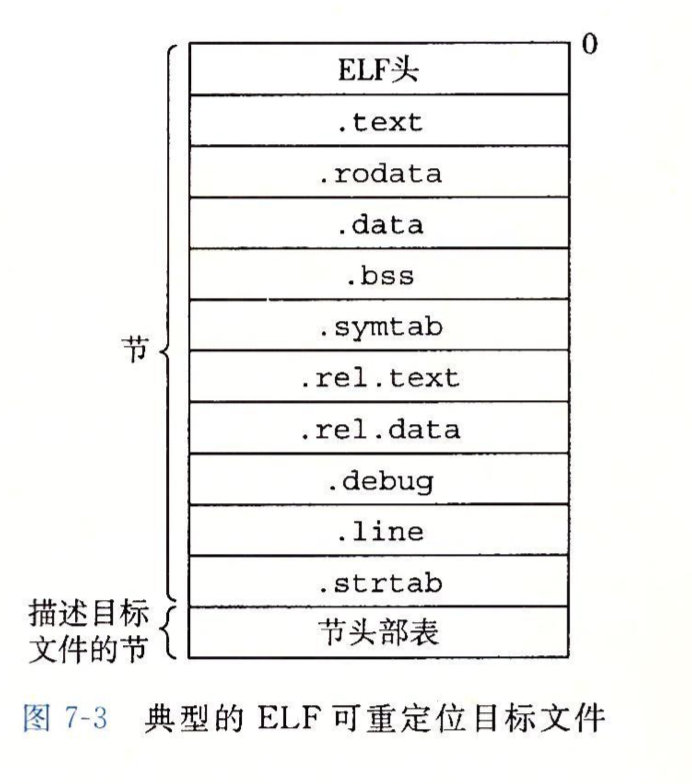 0
ELF头
.text
.rodata
.data
.bss
.symtab
节
.rel.text
.rel.data
.debug
.line
.strtab
描述目标
文件的节
节头部表
图 7-3 典型的 ELF 可重定位目标文件